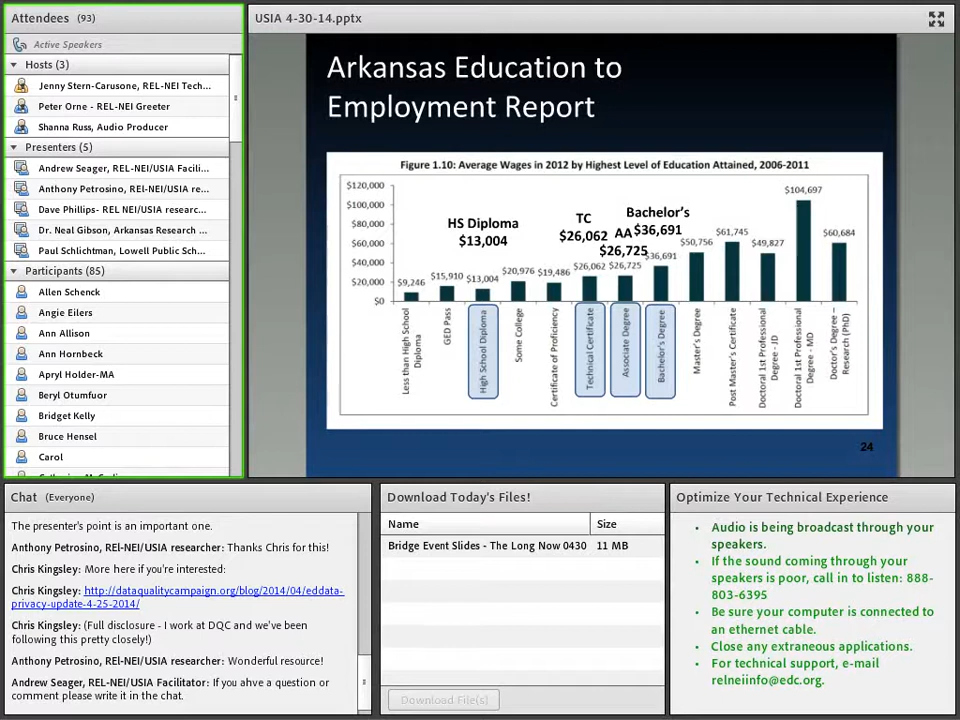 Attendees (93)
Active Speakers
Hosts (3)
Jenny Stern-Carusone, REL-NEI Tech...
Peter Orne - REL-NEI Greeter
Shanna Russ, Audio Producer
Presenters (5)
Andrew Seager, REL-NEI/USIA Facili...
Anthony Petrosino, REl-NEI/USIA re...
Dave Phillips- REL NEI/USIA researc...
Dr. Neal Gibson, Arkansas Research ...
Paul Schlichtman, Lowell Public Sch...
Participants (85)
Allen Schenck
Angie Eilers
Ann Allison
Ann Hornbeck
Apryl Holder-MA
Beryl Otumfuor
Bridget Kelly
Bruce Hensel
Carol
USIA 4-30-14.pptx
Arkansas Education to
Employment Report
Figure 1.10: Average Wages in 2012 by Highest Level of Education Attained, 2006-2011
$120,000
$100,000
$80,000
$60,000
$40,000
$20,000
$0
HS Diploma
$13,004
TC
$26,062
AA
$26,725
Bachelor's
$36,691
$9,246
$15,910
$13,004
$20,976
$19,486
$26,062
$26,725
$36,691
$50,756
$61,745
$49,827
$104,697
$60,684
Less than High School
Diploma
GED Pass
High School Diploma
Some College
Certificate of Proficiency
Technical Certificate
Associate Degree
Bachelor's Degree
Master's Degree
Post Master's Certificate
Doctoral 1st Professional
Degree - JD
Doctoral 1st Professional
Degree - MD
Doctor's Degree –
Research (PhD)
24
Chat (Everyone)
The presenter's point is an important one.
Anthony Petrosino, REl-NEI/USIA researcher: Thanks Chris for this!
Chris Kingsley: More here if you're interested:
Chris Kingsley: http://dataqualitycampaign.org/blog/2014/04/eddata-
privacy-update-4-25-2014/
Chris Kingsley: (Full disclosure - I work at DQC and we've been
following this pretty closely!)
Anthony Petrosino, REl-NEI/USIA researcher: Wonderful resource!
Andrew Seager, REL-NEI/USIA Facilitator: If you ahve a question or
comment please write it in the chat.
Download Today's Files!
Name Size
Bridge Event Slides - The Long Now 0430 11 MB
Download File(s)
Optimize Your Technical Experience
• Audio is being broadcast through your
speakers.
• If the sound coming through your
speakers is poor, call in to listen: 888-
803-6395
• Be sure your computer is connected to
an ethernet cable.
• Close any extraneous applications.
• For technical support, e-mail
relneiinfo@edc.org.